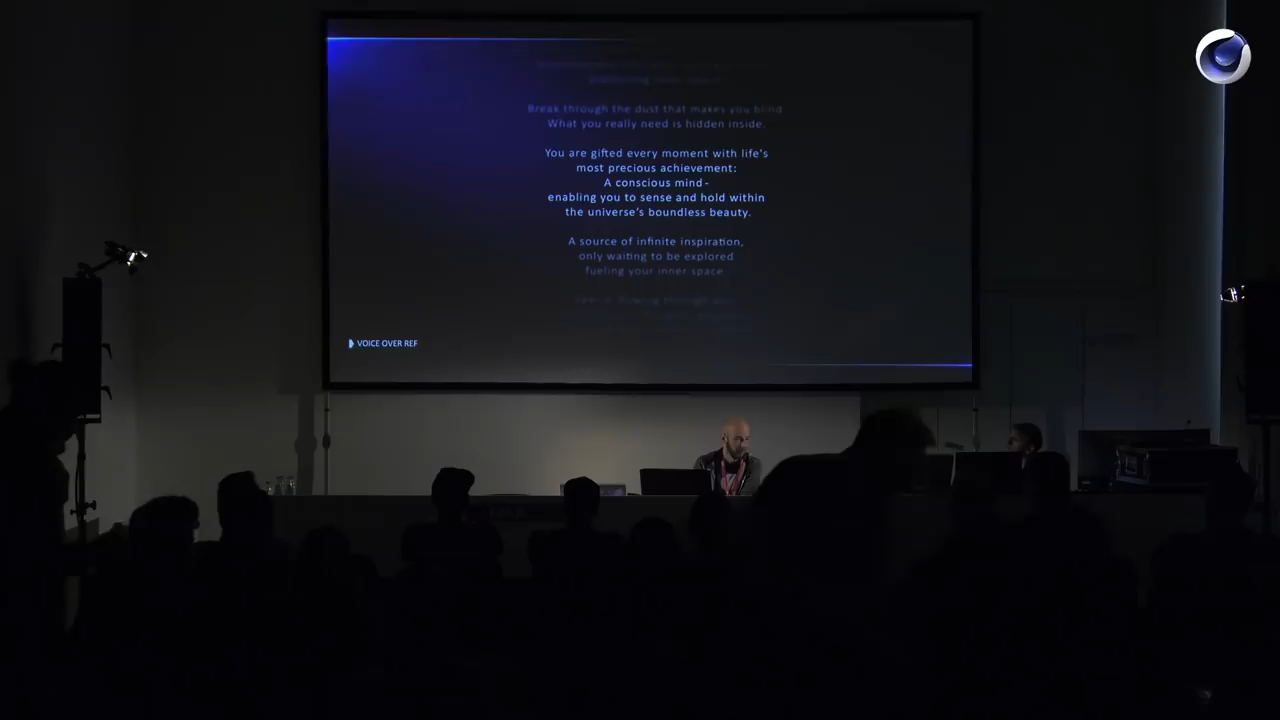 Break through the dust that makes you blind
What you really need is hidden inside.
You are gifted every moment with life's
most precious achievement:
A conscious mind-
enabling you to sense and hold within
the universe's boundless beauty.
A source of infinite inspiration,
only waiting to be explored
fueling your inner space
VOICE OVER REF